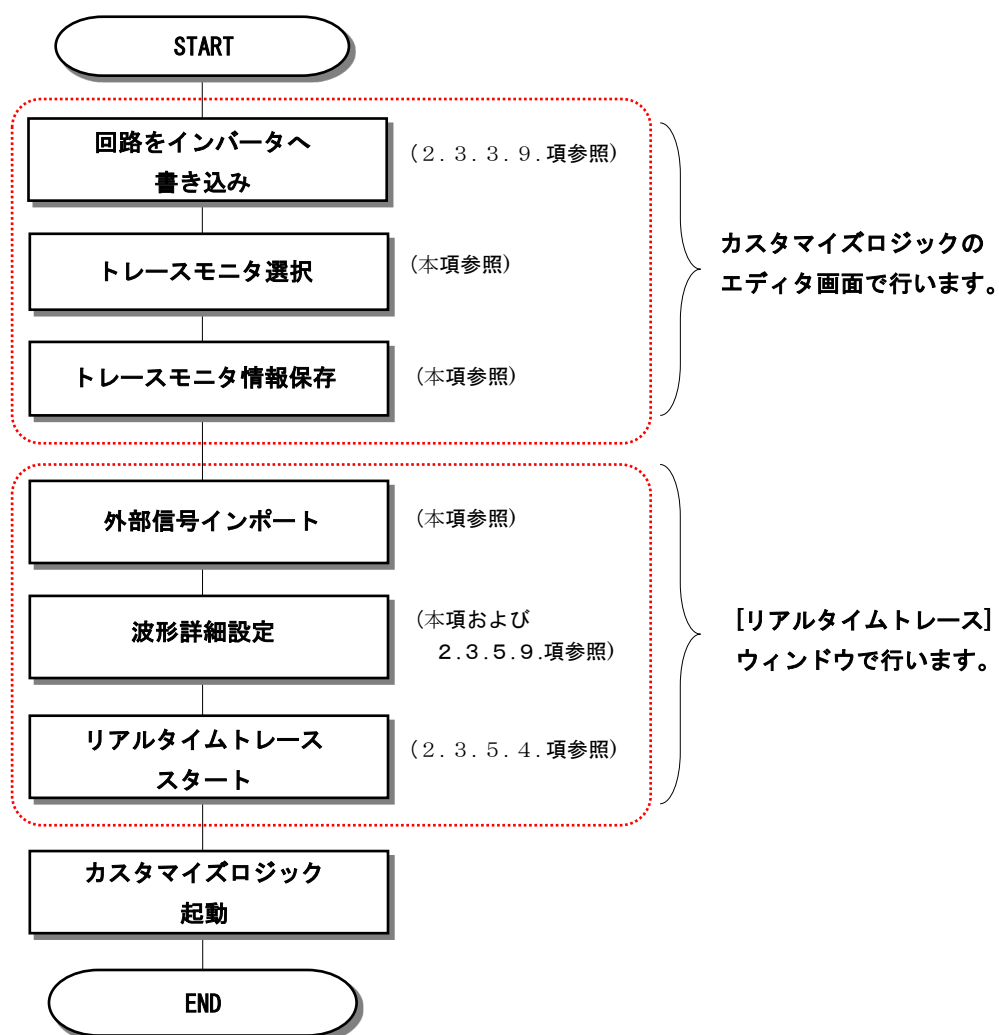 START
回路をインバータへ
書き込み
(２.３.３.９.項参照)
トレースモニタ選択
(本項参照)
トレースモニタ情報保存
(本項参照)
カスタマイズロジックの
エディタ画面で行います。
外部信号インポート
(本項参照)
波形詳細設定
(本項および
2.3.5.9.項参照)
リアルタイムトレース
スタート
(２.３.５.４.項参照)
[リアルタイムトレース]
ウィンドウで行います。
カスタマイズロジック
起動
END